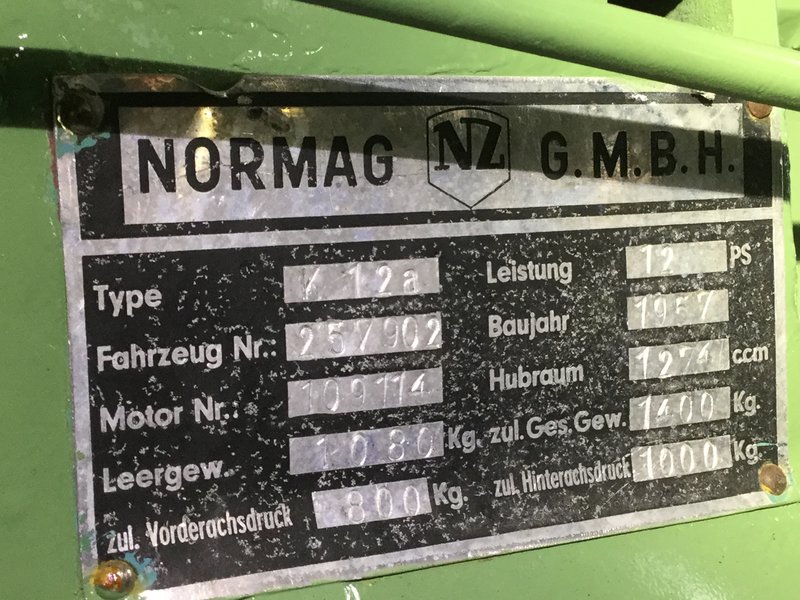 NORMAG NZ G.M.B.H.
Type K 12a
Fahrzeug Nr.: 257902
Motor Nr.: 109114
Leergew. 1080 Kg.
zul. Vorderachsdruck 800 Kg.
Leistung 12 PS
Baujahr 1957
Hubraum 1274 ccm
zul. Ges. Gew. 1400 Kg.
zul. Hinterachsdruck 1000 Kg.